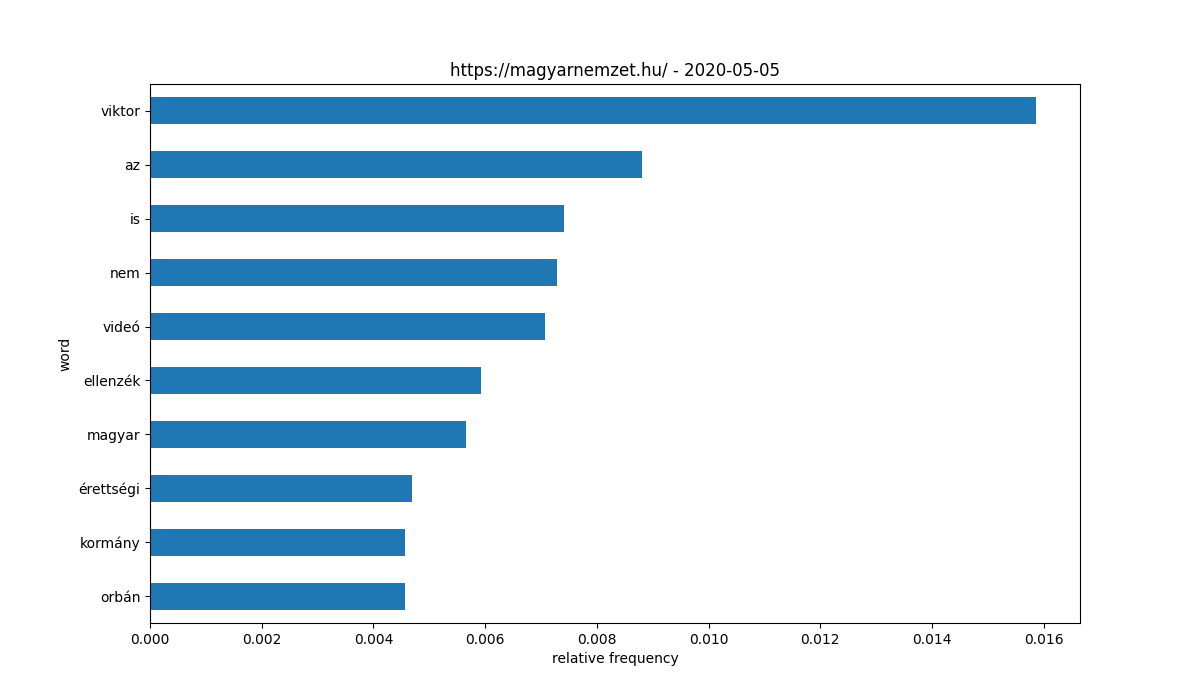 https://magyarnemzet.hu/ - 2020-05-05
viktor
az
is
nem
videó
ellenzék
magyar
érettségi
kormány
orbán
word
0.000 0.002 0.004 0.006 0.008 0.010 0.012 0.014 0.016
relative frequency